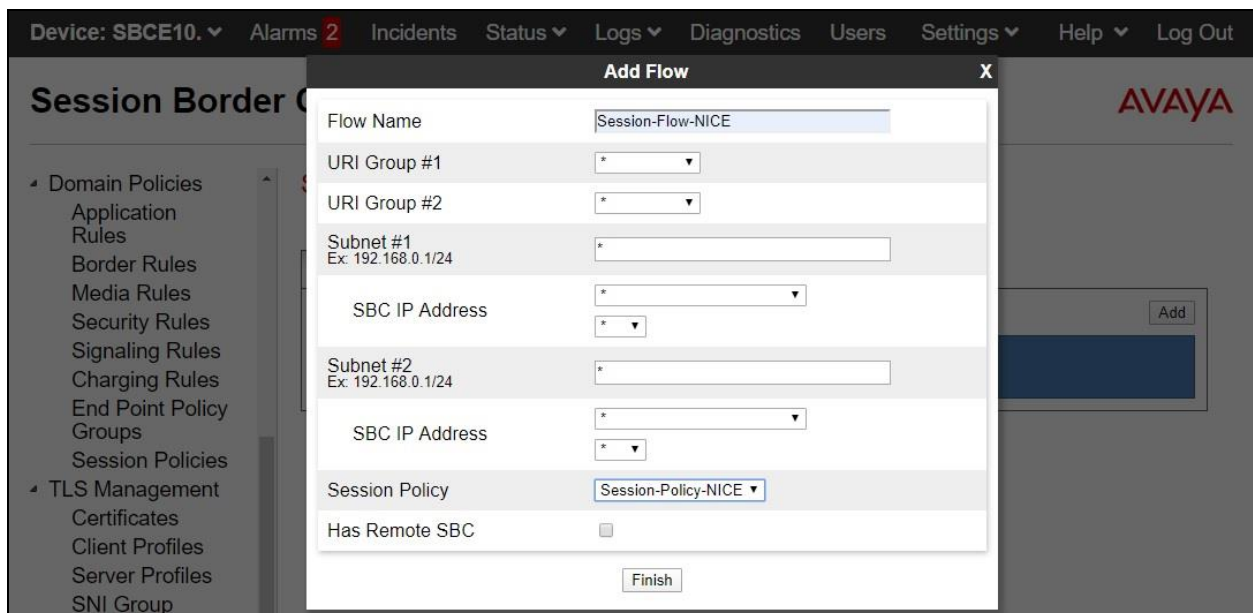 Device: SBCE10. Alarms 2 Incidents Status Logs Diagnostics Users Settings Help Log Out
Session Border
AVAYA
Domain Policies
Application
Rules
Border Rules
Media Rules
Security Rules
Signaling Rules
Charging Rules
End Point Policy
Groups
Session Policies
TLS Management
Certificates
Client Profiles
Server Profiles
SNI Group
Add Flow X
Flow Name Session-Flow-NICE
URI Group #1 *
URI Group #2 *
Subnet #1 *
Ex: 192.168.0.1/24
SBC IP Address *
*
Subnet #2 *
Ex: 192.168.0.1/24
SBC IP Address *
*
Session Policy Session-Policy-NICE
Has Remote SBC
Finish
Add